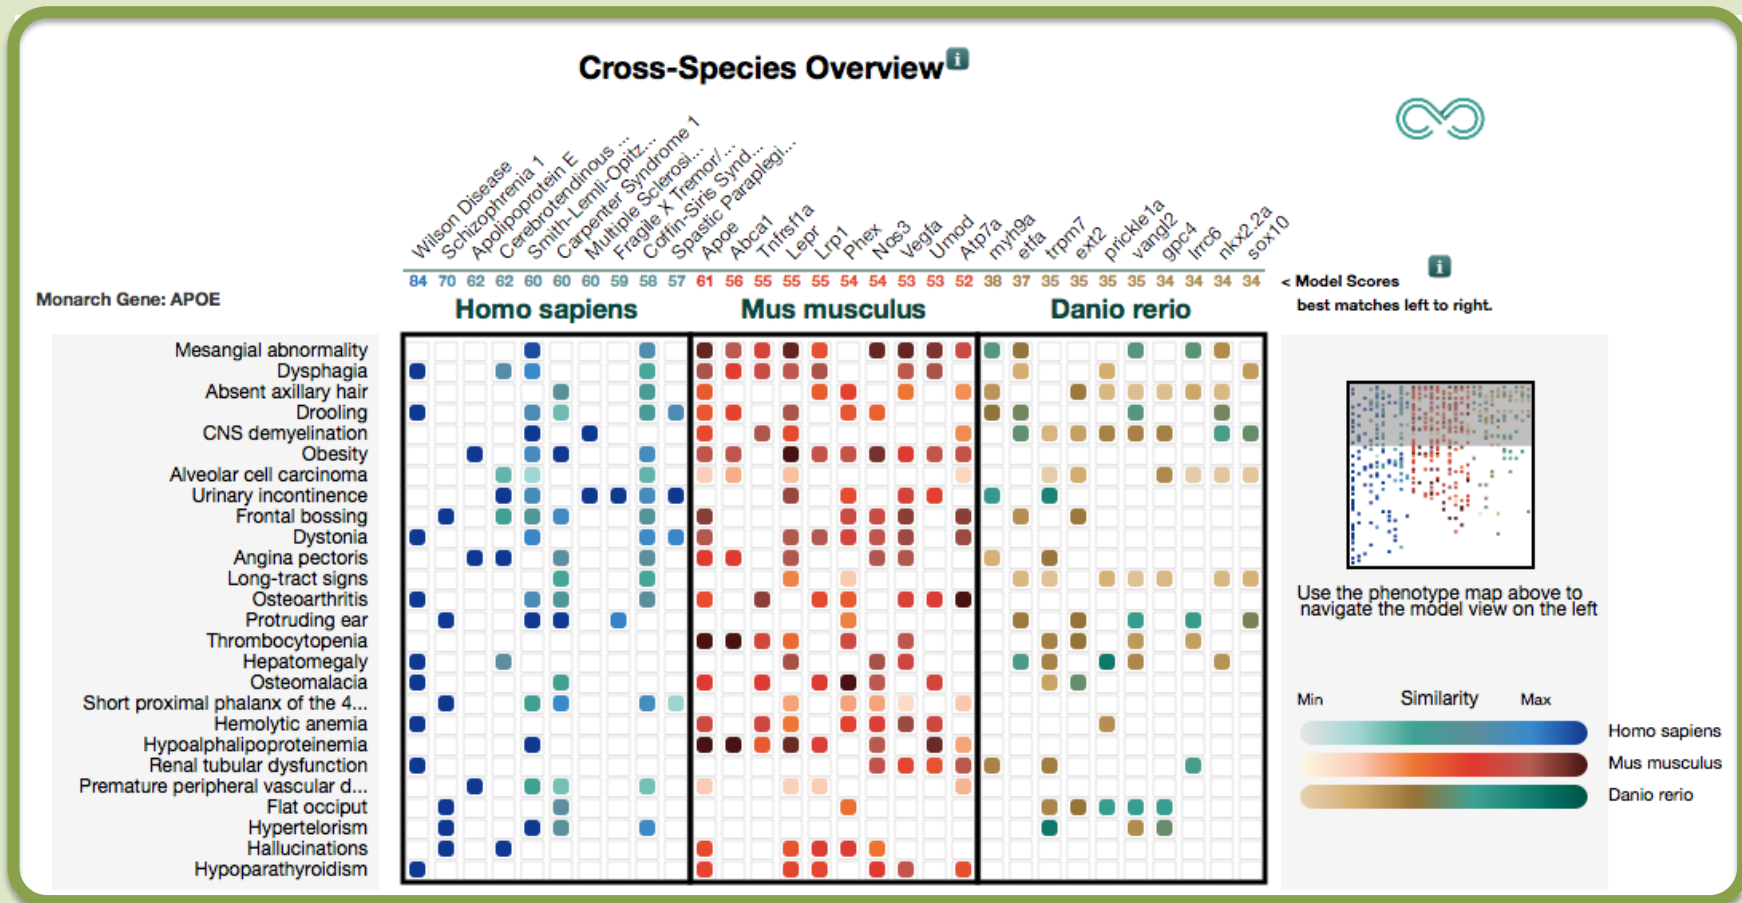 Cross-Species Overview i
Wilson Disease
Schizophrenia 1
Apolipoprotein E
Cerebrotendinous ...
Smith-Lemli-Opitz...
Carpenter Syndrome 1
Multiple Sclerosi...
Fragile X Tremor/...
Coffin-Siris Synd...
Spastic Paraplegi...
Apoe
Abca1
Tnfrsf1a
Lepr
Lrp1
Phex
Nos3
Vegfa
Umod
Atp7a
myh9a
etfa
trpm7
ext2
prickle1a
vangl2
gpc4
lrrc6
nkx2.2a
sox10
84 70 62 62 60 60 60 59 58 57 61 56 55 55 55 54 54 53 53 52 38 37 35 35 35 35 34 34 34 34
< Model Scores i
best matches left to right.
Monarch Gene: APOE
Homo sapiens Mus musculus Danio rerio
Mesangial abnormality
Dysphagia
Absent axillary hair
Drooling
CNS demyelination
Obesity
Alveolar cell carcinoma
Urinary incontinence
Frontal bossing
Dystonia
Angina pectoris
Long-tract signs
Osteoarthritis
Protruding ear
Thrombocytopenia
Hepatomegaly
Osteomalacia
Short proximal phalanx of the 4...
Hemolytic anemia
Hypoalphalipoproteinemia
Renal tubular dysfunction
Premature peripheral vascular d...
Flat occiput
Hypertelorism
Hallucinations
Hypoparathyroidism
Use the phenotype map above to
navigate the model view on the left
Min Similarity Max
Homo sapiens
Mus musculus
Danio rerio